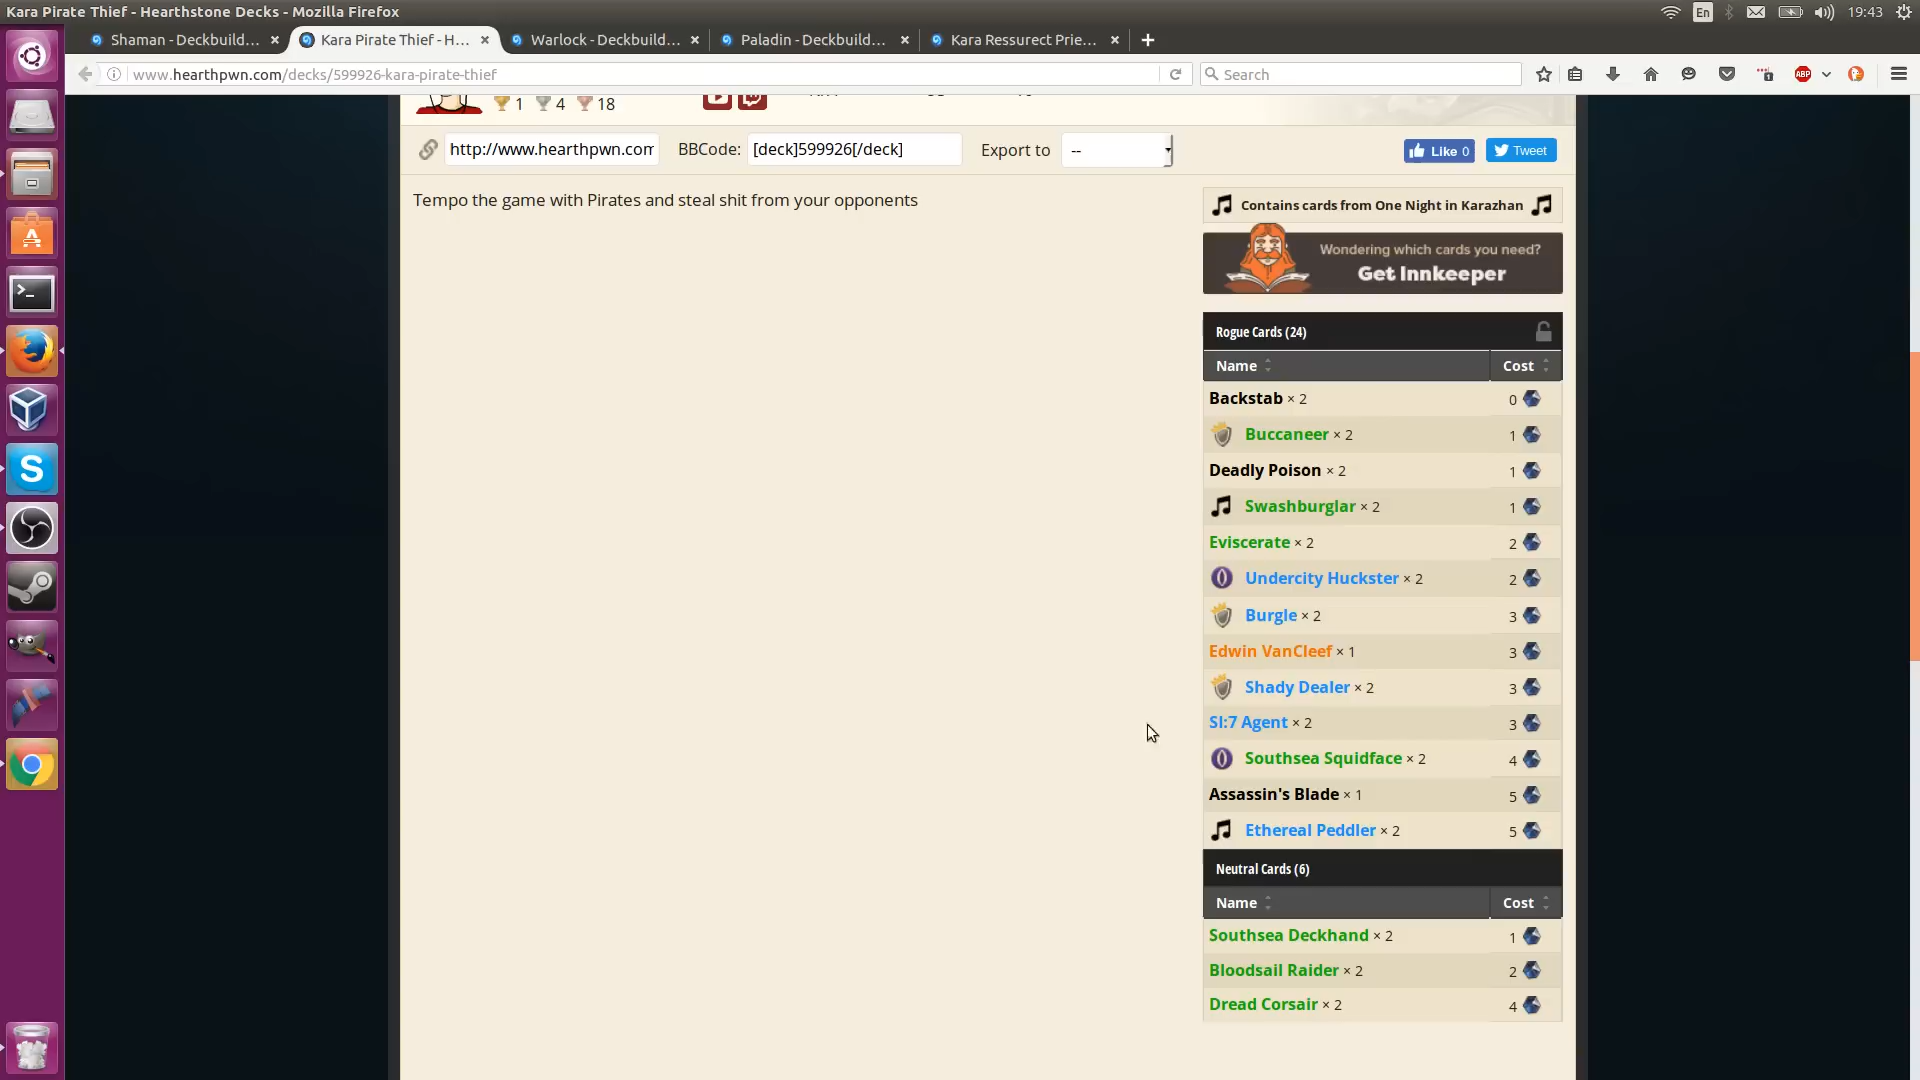 Kara Pirate Thief - Hearthstone Decks - Mozilla Firefox
En
19:43
Shaman - Deckbuild...
Kara Pirate Thief - H...
Warlock - Deckbuild...
Paladin - Deckbuild...
Kara Ressurect Prie...
www.hearthpwn.com/decks/599926-kara-pirate-thief
Search
ABP
1 4 18
http://www.hearthpwn.com
BBCode: [deck]599926[/deck]
Export to --
Like 0
Tweet
Tempo the game with Pirates and steal shit from your opponents
Contains cards from One Night in Karazhan
Wondering which cards you need?
Get Innkeeper
Rogue Cards (24)
Name Cost
Backstab × 2 0
Buccaneer × 2 1
Deadly Poison × 2 1
Swashburglar × 2 1
Eviscerate × 2 2
Undercity Huckster × 2 2
Burgle × 2 3
Edwin VanCleef × 1 3
Shady Dealer × 2 3
SI:7 Agent × 2 3
Southsea Squidface × 2 4
Assassin's Blade × 1 5
Ethereal Peddler × 2 5
Neutral Cards (6)
Name Cost
Southsea Deckhand × 2 1
Bloodsail Raider × 2 2
Dread Corsair × 2 4